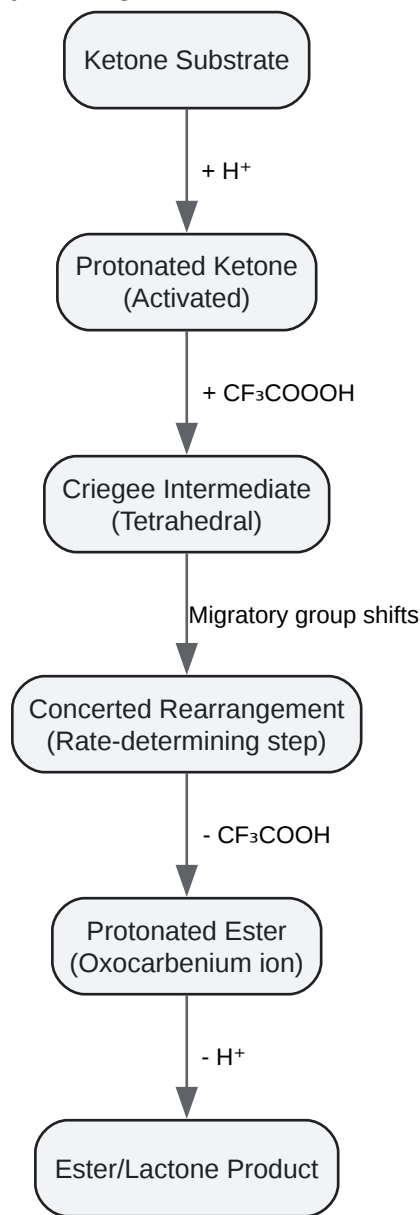 Ketone Substrate
+ H⁺
Protonated Ketone
(Activated)
+ CF₃COOOH
Criegee Intermediate
(Tetrahedral)
Migratory group shifts
Concerted Rearrangement
(Rate-determining step)
- CF₃COOH
Protonated Ester
(Oxocarbenium ion)
- H⁺
Ester/Lactone Product